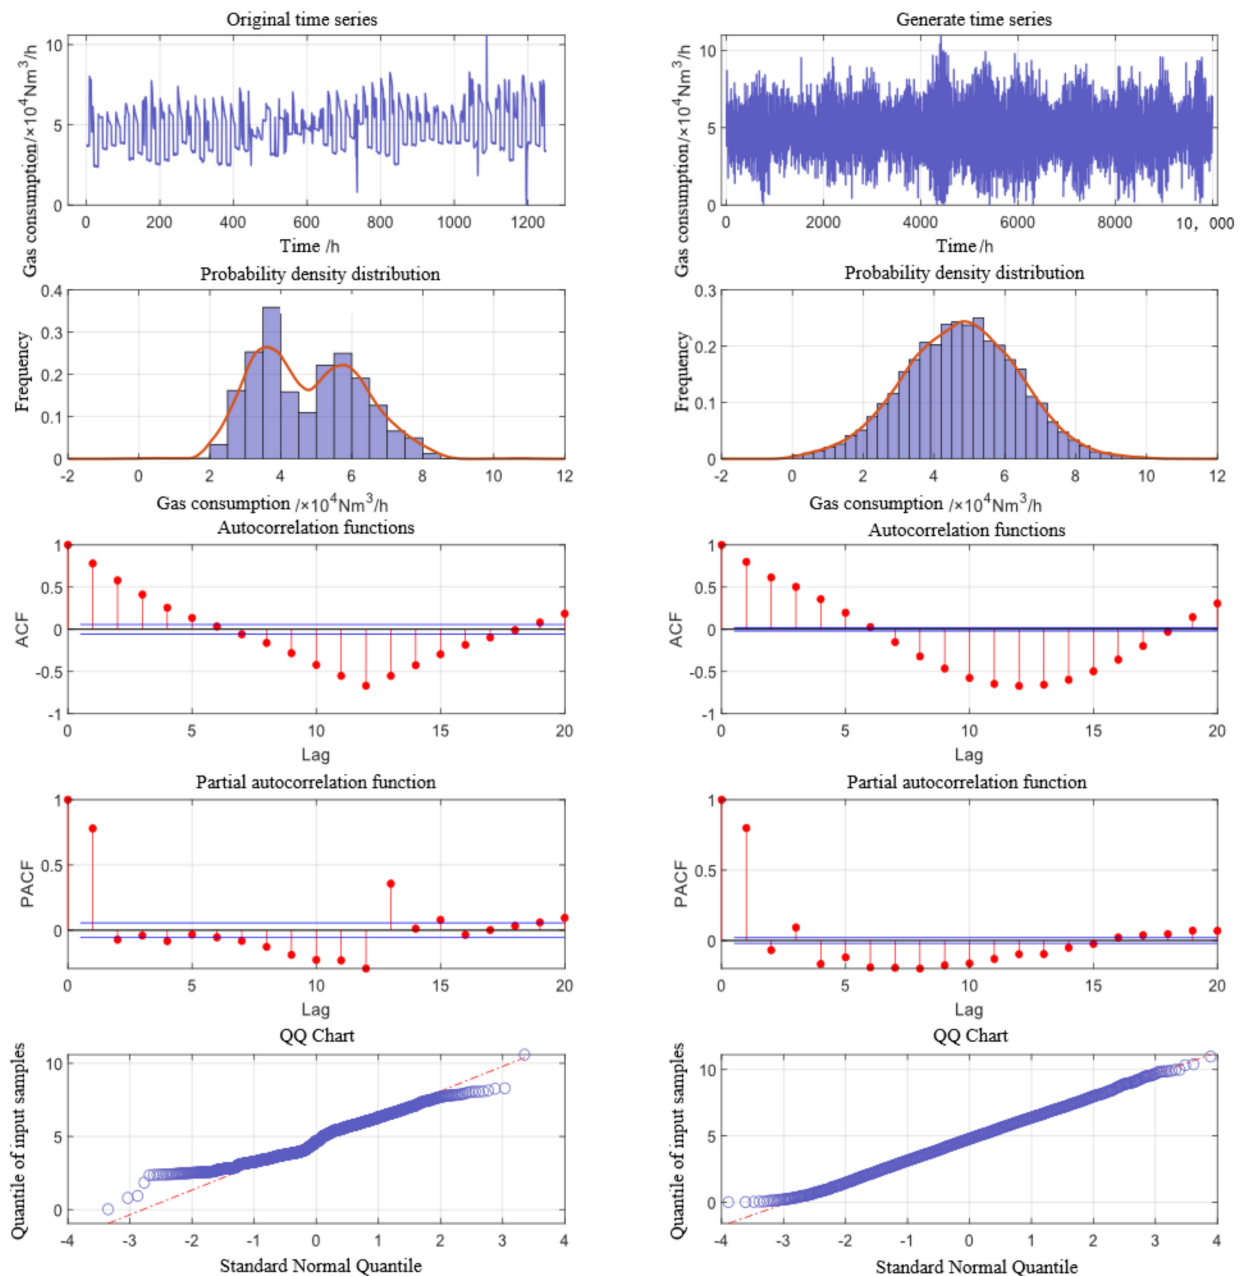 Original time series
Gas consumption/×10⁴Nm³/h
10
5
0
0 200 400 600 800 1000 1200
Time /h
Generate time series
Gas consumption/×10⁴Nm³/h
10
5
0
0 2000 4000 6000 8000 10，000
Time /h
Probability density distribution
Frequency
0.4
0.3
0.2
0.1
0
-2 0 2 4 6 8 10 12
Gas consumption /×10⁴Nm³/h
Probability density distribution
Frequency
0.3
0.2
0.1
0
-2 0 2 4 6 8 10 12
Gas consumption /×10⁴Nm³/h
Autocorrelation functions
ACF
1
0.5
0
-0.5
-1
0 5 10 15 20
Lag
Autocorrelation functions
ACF
1
0.5
0
-0.5
-1
0 5 10 15 20
Lag
Partial autocorrelation function
PACF
1
0.5
0
0 5 10 15 20
Lag
Partial autocorrelation function
PACF
1
0.5
0
0 5 10 15 20
Lag
QQ Chart
Quantile of input samples
10
5
0
-4 -3 -2 -1 0 1 2 3 4
Standard Normal Quantile
QQ Chart
Quantile of input samples
10
5
0
-4 -3 -2 -1 0 1 2 3 4
Standard Normal Quantile